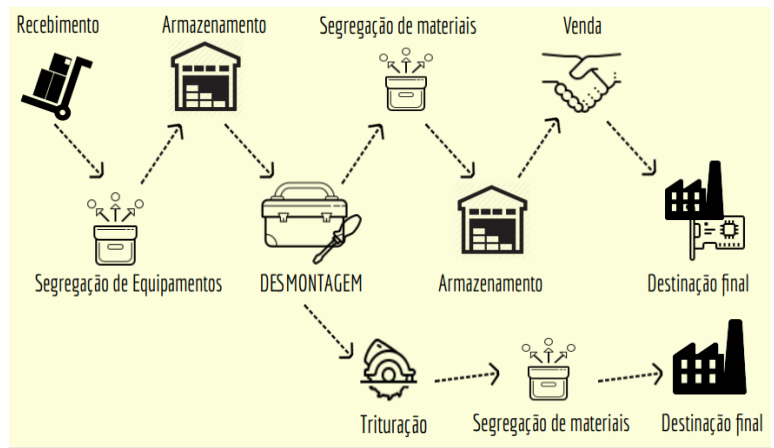 Recebimento
Armazenamento
Segregação de materiais
Venda
Segregação de Equipamentos
DESMONTAGEM
Armazenamento
Destinação final
Trituração
Segregação de materiais
Destinação final